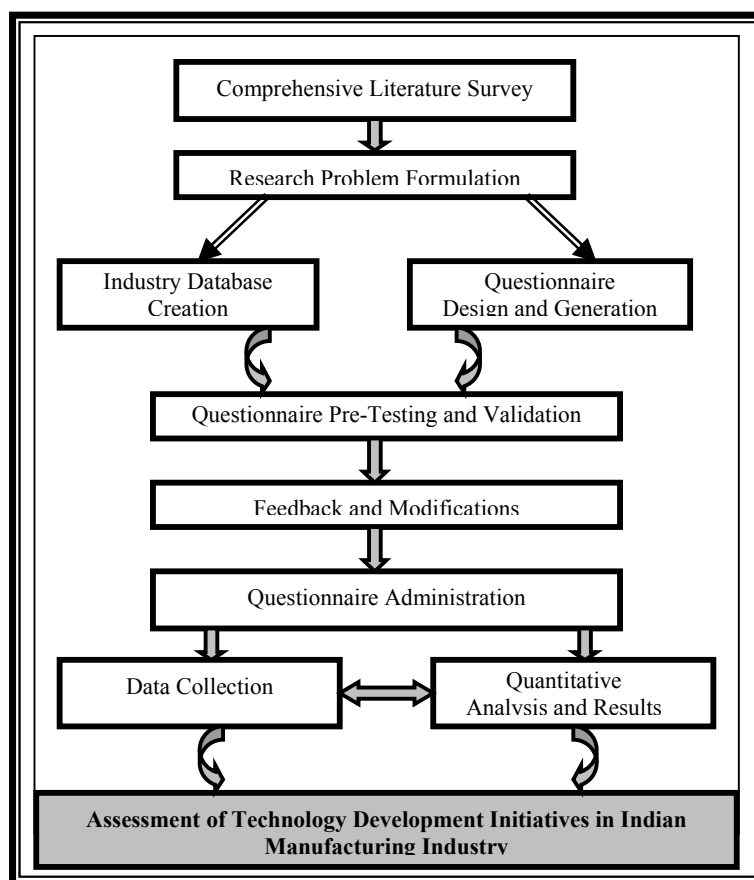 Comprehensive Literature Survey
Research Problem Formulation
Industry Database
Creation
Questionnaire
Design and Generation
Questionnaire Pre-Testing and Validation
Feedback and Modifications
Questionnaire Administration
Data Collection
Quantitative
Analysis and Results
Assessment of Technology Development Initiatives in Indian
Manufacturing Industry